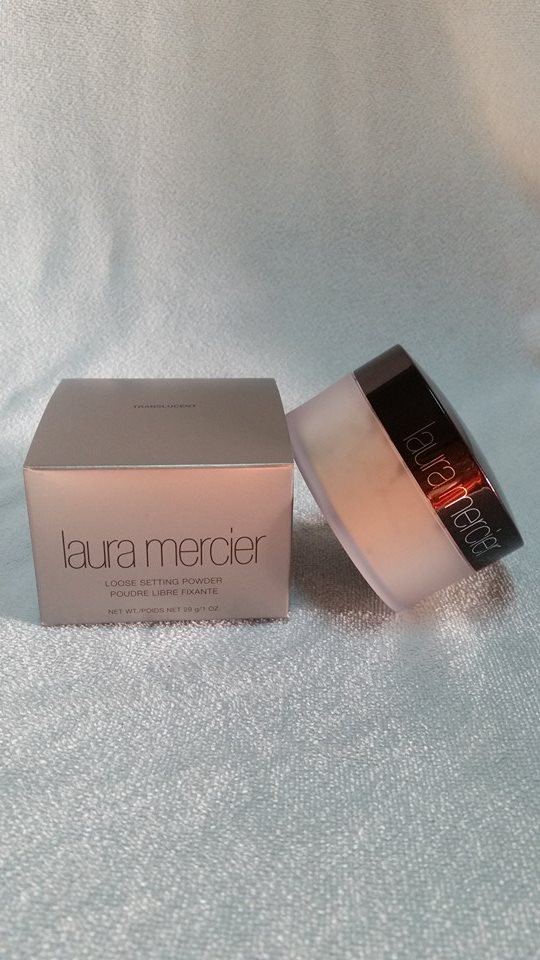 TRANSLUCENT
laura mercier
LOOSE SETTING POWDER
POUDRE LIBRE FIXANTE
NET WT./POIDS NET 29 g/1 OZ.
laura mercier